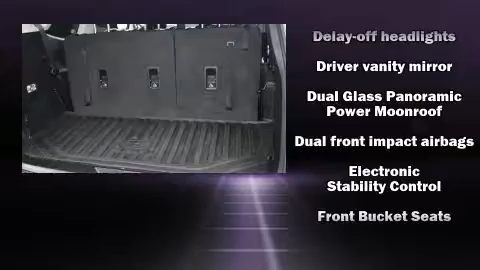 Delay-off headlights
Driver vanity mirror
Dual Glass Panoramic
Power Moonroof
Dual front impact airbags
Electronic
Stability Control
Front Bucket Seats